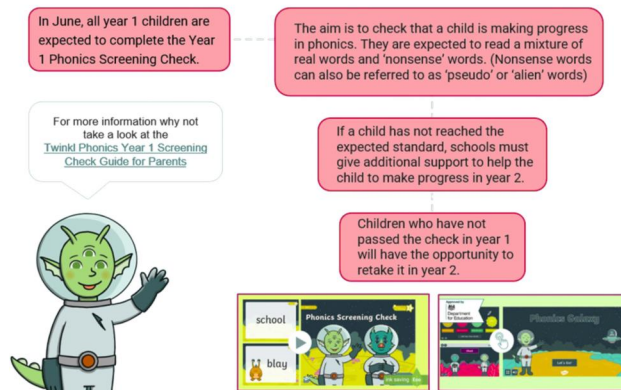 In June, all year 1 children are
expected to complete the Year
1 Phonics Screening Check.
The aim is to check that a child is making progress
in phonics. They are expected to read a mixture of
real words and ‘nonsense’ words. (Nonsense words
can also be referred to as ‘pseudo’ or ‘alien’ words)
For more information why not
take a look at the
Twinkl Phonics Year 1 Screening
Check Guide for Parents
If a child has not reached the
expected standard, schools must
give additional support to help the
child to make progress in year 2.
Children who have not
passed the check in year 1
will have the opportunity to
retake it in year 2.
school
blay
Phonics Screening Check
ink saving
Eco
Approved by
Department
for Education
Phonics Galaxy